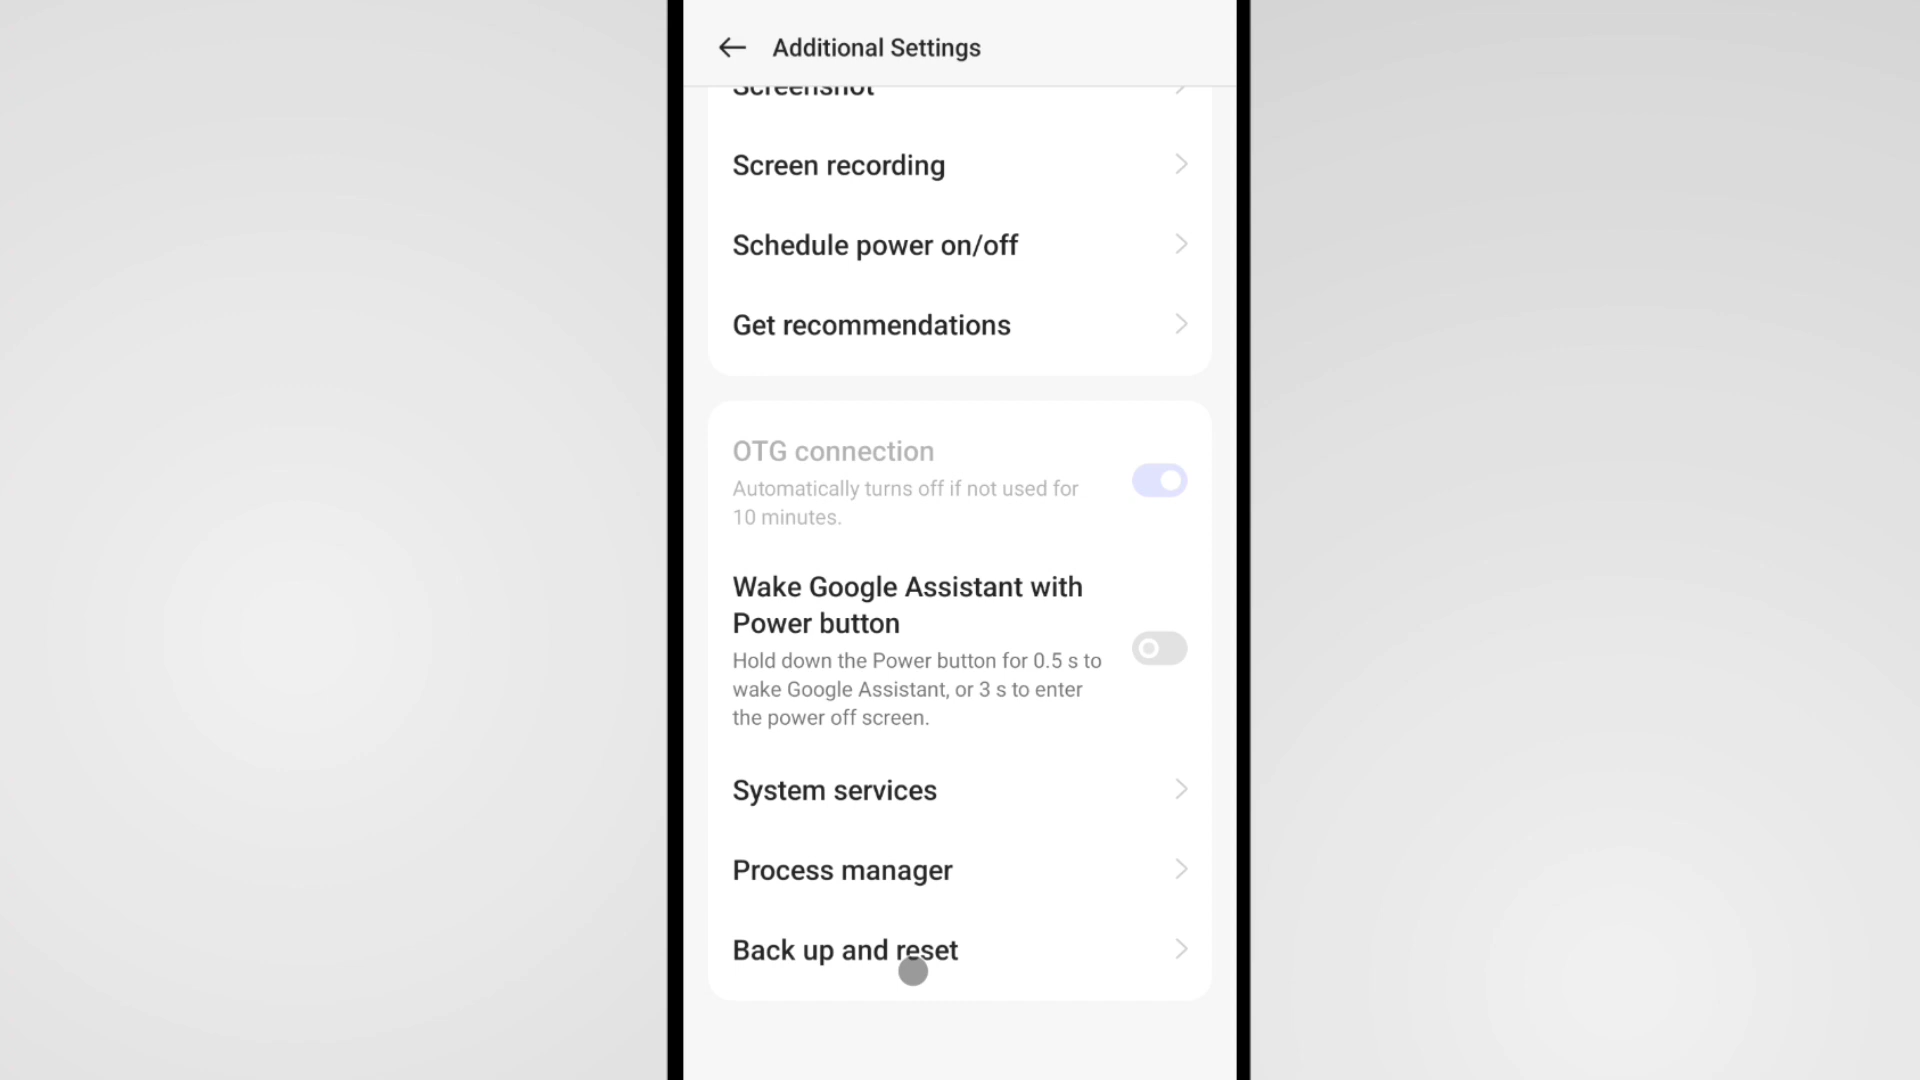 Additional Settings
Screenshot
Screen recording
Schedule power on/off
Get recommendations
OTG connection
Automatically turns off if not used for
10 minutes.
Wake Google Assistant with
Power button
Hold down the Power button for 0.5 s to
wake Google Assistant, or 3 s to enter
the power off screen.
System services
Process manager
Back up and reset